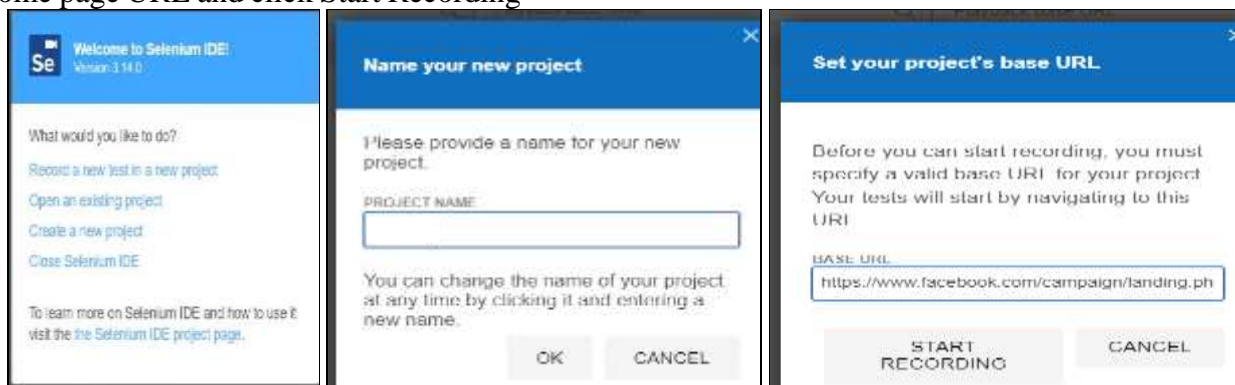 ome page URL and click Start Recording
Se
Welcome to Selenium IDE!
Version 3.14.0
What would you like to do?
Record a new test in a new project
Open an existing project
Create a new project
Close Selenium IDE
To learn more on Selenium IDE and how to use it
visit the the Selenium IDE project page.
Name your new project
Please provide a name for your new
project.
PROJECT NAME
You can change the name of your project
at any time by clicking it and entering a
new name.
OK CANCEL
Set your project's base URL
Before you can start recording, you must
specify a valid base URL for your project
Your tests will start by navigating to this
URL
BASE URL
https://www.facebook.com/campaign/landing.ph
START CANCEL
RECORDING